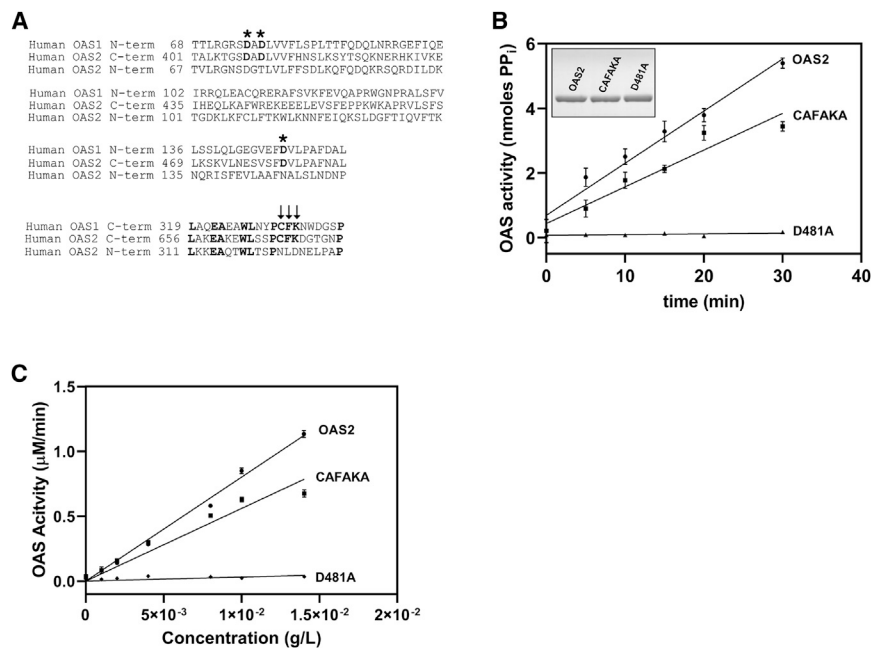 A
* *
Human OAS1 N-term 68 TTLRGRSDADLVVFLSPLTTFQDQLNRRGEFIQE
Human OAS2 C-term 401 TALKTGSDADLVVFHNSLKSYTSQKNERHKIVKE
Human OAS2 N-term 67 TVLRGNSDGTLVLFFSDLKQFQDQKRSQRDILDK
Human OAS1 N-term 102 IRRQLEACQRERAFSVKFEVQAPRWGNPRALSFV
Human OAS2 C-term 435 IHEQLKAFWREKEEELEVSFEPPKWKAPRVLSFS
Human OAS2 N-term 101 TGDKLKFCLFTKWLKNNFEIQKSLDGFTIQVFTK
*
Human OAS1 N-term 136 LSSLQLGEGVEFDVLPAFDAL
Human OAS2 C-term 469 LKSKVLNESVSFDVLPAFNAL
Human OAS2 N-term 135 NQRISFEVLAAFNALSLNDNP
↓↓↓
Human OAS1 C-term 319 LAQEAEAWLNYPCFKNWDGSP
Human OAS2 C-term 656 LAKEAKEWLSSPCFKDGTGNP
Human OAS2 N-term 311 LKKEAQTWLTSPNLDNELPAP
B
OAS activity (nmoles PPi)
6
4
2
0
OAS2
CAFAKA
D481A
OAS2
CAFAKA
D481A
0 10 20 30 40
time (min)
C
OAS Acitvity (µM/min)
1.5
1.0
0.5
0.0
OAS2
CAFAKA
D481A
0 5×10-3 1×10-2 1.5×10-2 2×10-2
Concentration (g/L)